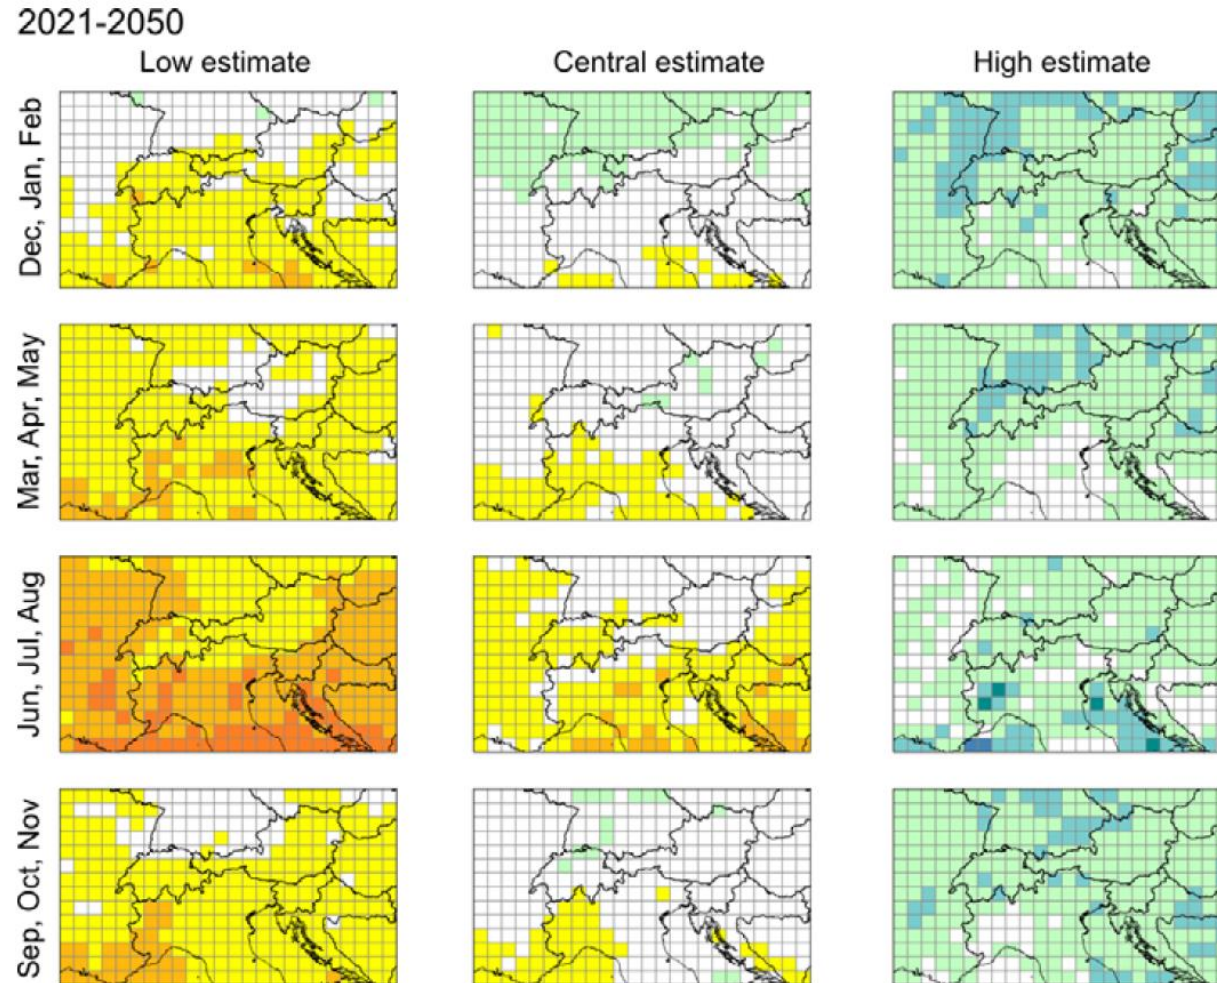 2021-2050
Low estimate
Central estimate
High estimate
Dec, Jan, Feb
Mar, Apr, May
Jun, Jul, Aug
Sep, Oct, Nov